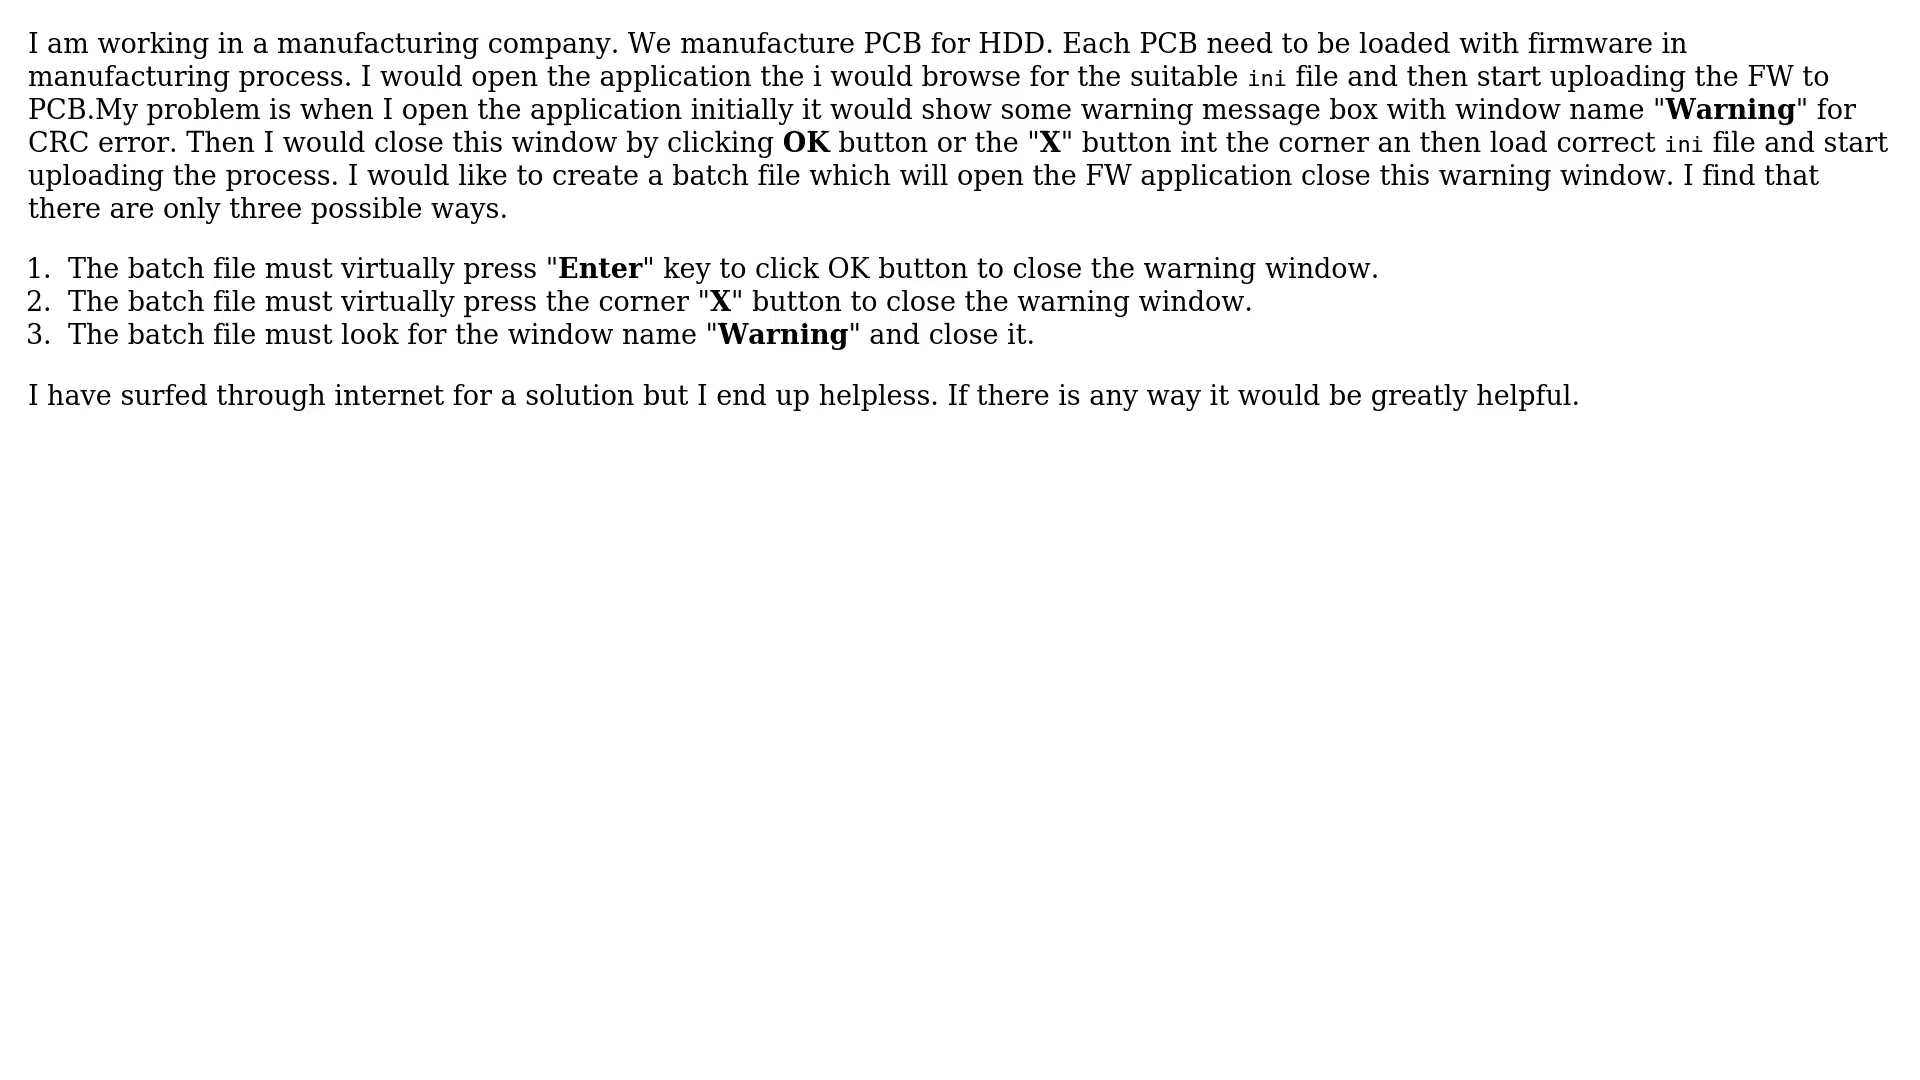 I am working in a manufacturing company. We manufacture PCB for HDD. Each PCB need to be loaded with firmware in
manufacturing process. I would open the application the i would browse for the suitable ini file and then start uploading the FW to
PCB.My problem is when I open the application initially it would show some warning message box with window name "Warning" for
CRC error. Then I would close this window by clicking OK button or the "X" button int the corner an then load correct ini file and start
uploading the process. I would like to create a batch file which will open the FW application close this warning window. I find that
there are only three possible ways.
1. The batch file must virtually press "Enter" key to click OK button to close the warning window.
2. The batch file must virtually press the corner "X" button to close the warning window.
3. The batch file must look for the window name "Warning" and close it.
I have surfed through internet for a solution but I end up helpless. If there is any way it would be greatly helpful.